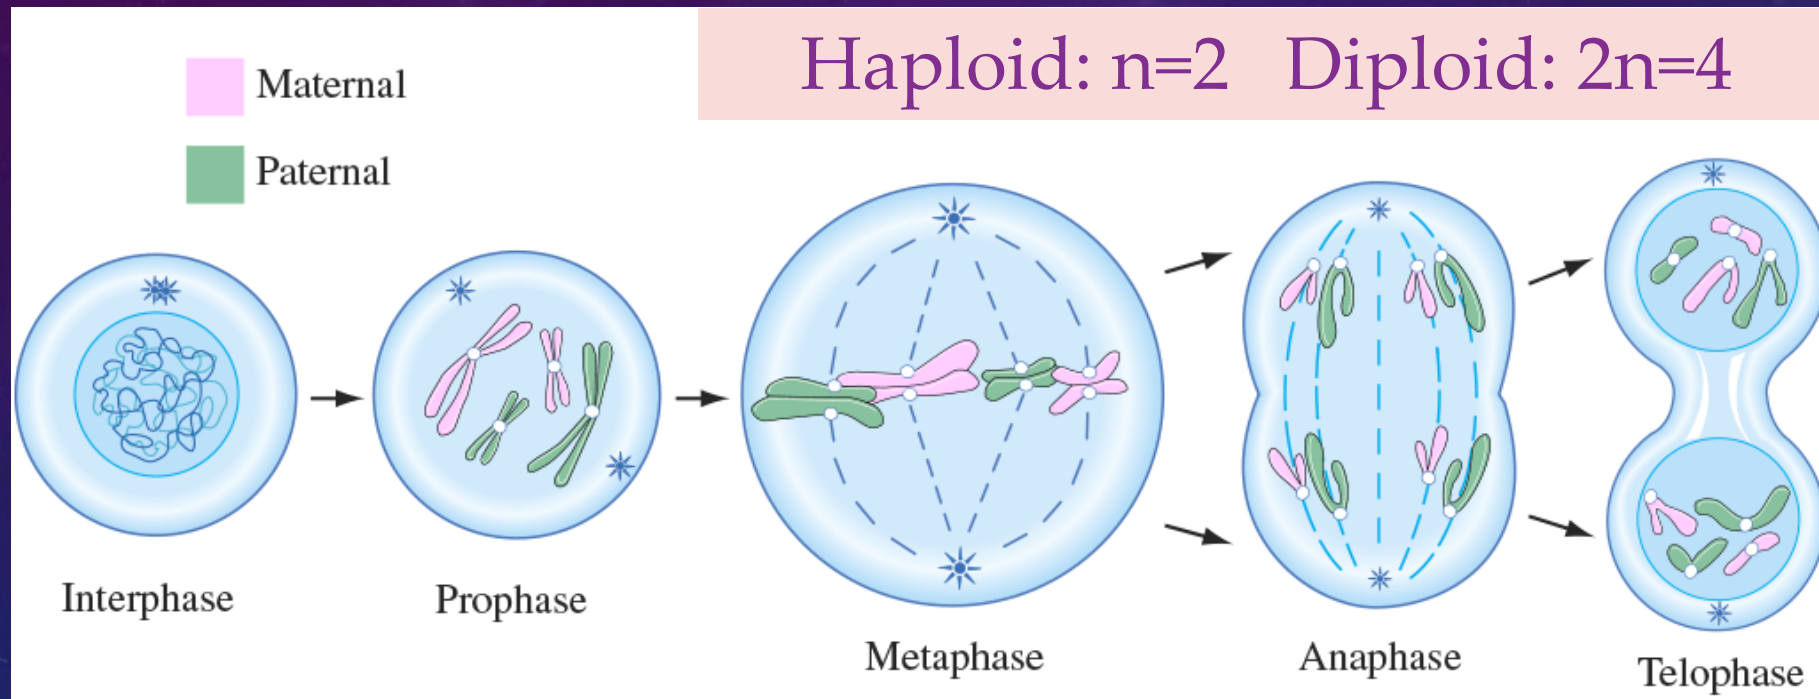 Haploid: n=2 Diploid: 2n=4
Maternal
Paternal
Interphase
Prophase
Metaphase
Anaphase
Telophase